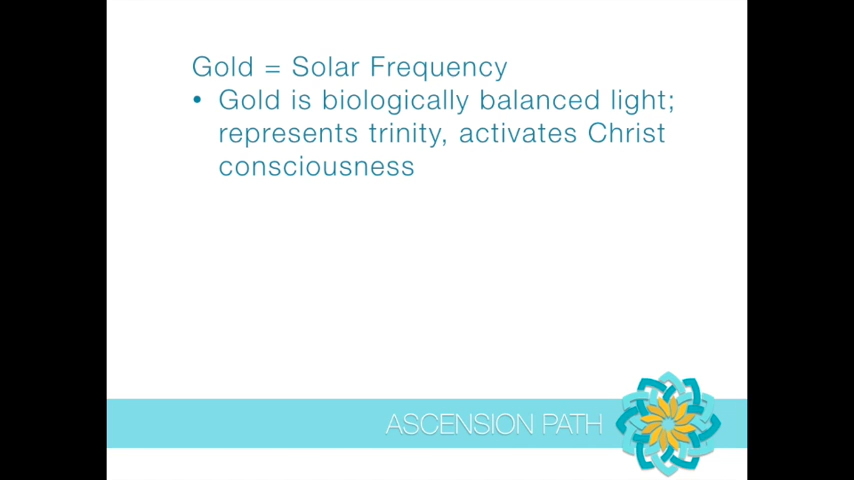 Gold = Solar Frequency
• Gold is biologically balanced light;
represents trinity, activates Christ
consciousness
ASCENSION PATH